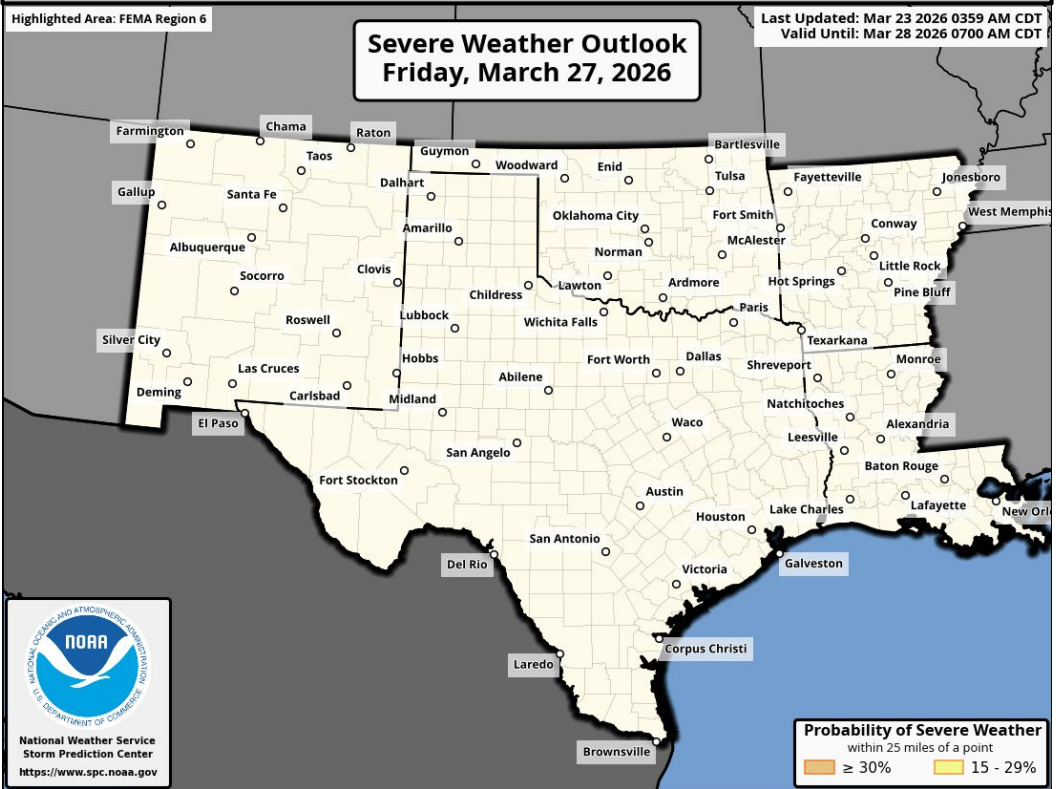 Highlighted Area: FEMA Region 6
Last Updated: Mar 23 2026 0359 AM CDT
Valid Until: Mar 28 2026 0700 AM CDT
Severe Weather Outlook
Friday, March 27, 2026
Farmington
Chama
Raton
Taos
Guymon
Woodward
Enid
Bartlesville
Tulsa
Fayetteville
Jonesboro
Gallup
Santa Fe
Dalhart
Amarillo
Oklahoma City
Fort Smith
West Memphis
Albuquerque
Norman
McAlester
Conway
Socorro
Clovis
Childress
Lawton
Ardmore
Hot Springs
Little Rock
Pine Bluff
Roswell
Lubbock
Wichita Falls
Paris
Texarkana
Silver City
Las Cruces
Hobbs
Fort Worth
Dallas
Shreveport
Monroe
Deming
Carlsbad
Midland
Abilene
Natchitoches
El Paso
San Angelo
Waco
Leesville
Alexandria
Fort Stockton
Baton Rouge
Austin
Houston
Lake Charles
Lafayette
New Orl
Del Rio
San Antonio
Victoria
Galveston
Laredo
Corpus Christi
Brownsville
NATIONAL OCEANIC AND ATMOSPHERIC ADMINISTRATION
NOAA
U.S. DEPARTMENT OF COMMERCE
National Weather Service
Storm Prediction Center
https://www.spc.noaa.gov
Probability of Severe Weather
within 25 miles of a point
≥ 30%
15 - 29%